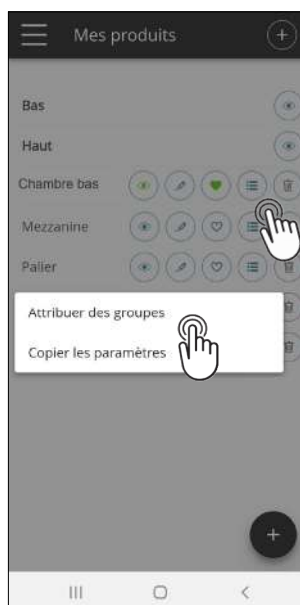 Mes produits
Bas
Haut
Chambre bas
Mezzanine
Palier
Attribuer des groupes
Copier les paramètres